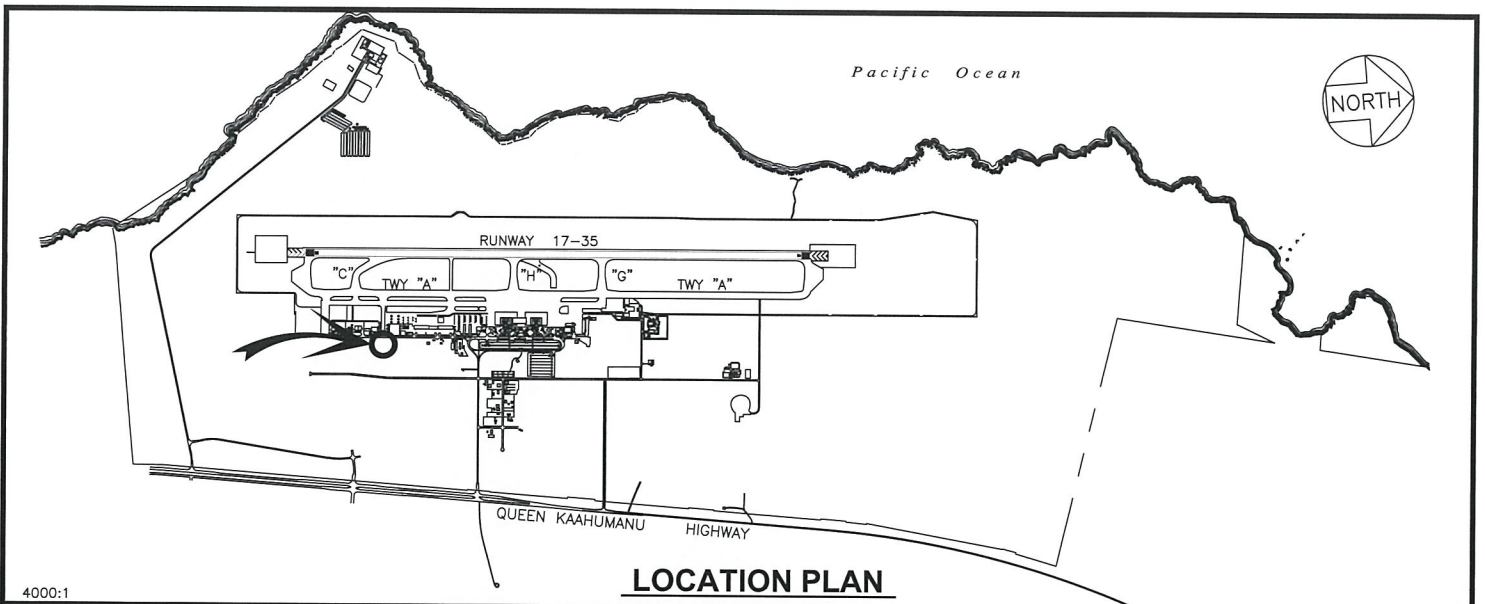 Pacific Ocean
NORTH
RUNWAY 17-35
"C"
TWY "A"
"H"
"G"
TWY "A"
QUEEN KAAHUMANU HIGHWAY
LOCATION PLAN
4000:1